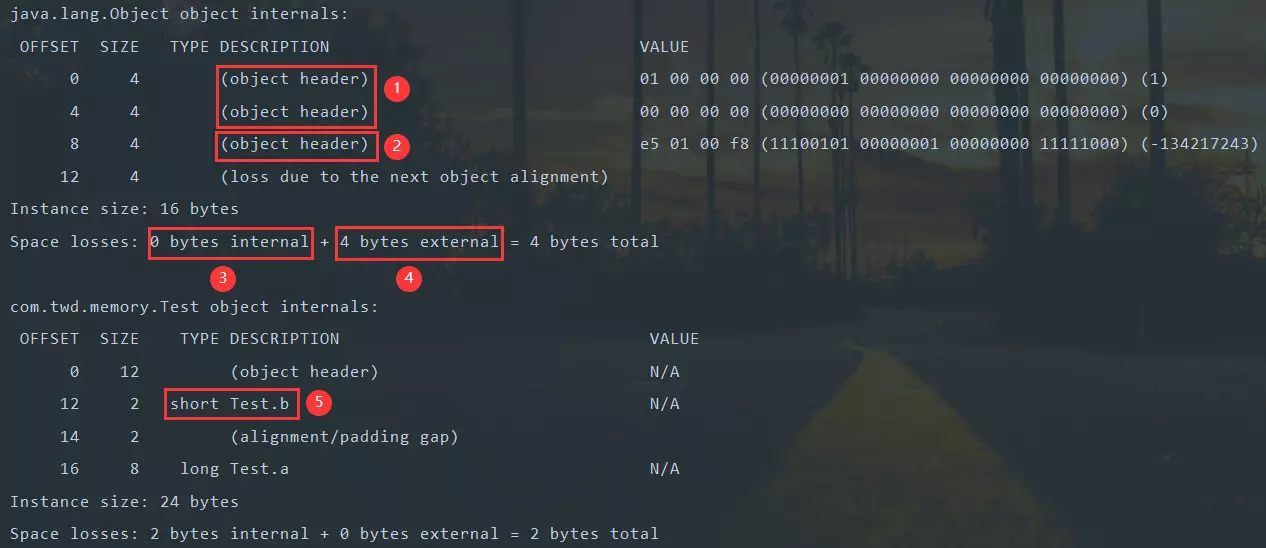 java.lang.Object object internals:
OFFSET  SIZE   TYPE DESCRIPTION                               VALUE
0     4        (object header)                           01 00 00 00 (00000001 00000000 00000000 00000000) (1)
1
4     4        (object header)                           00 00 00 00 (00000000 00000000 00000000 00000000) (0)
8     4        (object header)                           e5 01 00 f8 (11100101 00000001 00000000 11111000) (-134217243)
2
12     4        (loss due to the next object alignment)
Instance size: 16 bytes
Space losses: 0 bytes internal + 4 bytes external = 4 bytes total
3 4
com.twd.memory.Test object internals:
OFFSET  SIZE    TYPE DESCRIPTION                               VALUE
0    12         (object header)                           N/A
12     2   short Test.b                                    N/A
5
14     2         (alignment/padding gap)
16     8    long Test.a                                    N/A
Instance size: 24 bytes
Space losses: 2 bytes internal + 0 bytes external = 2 bytes total